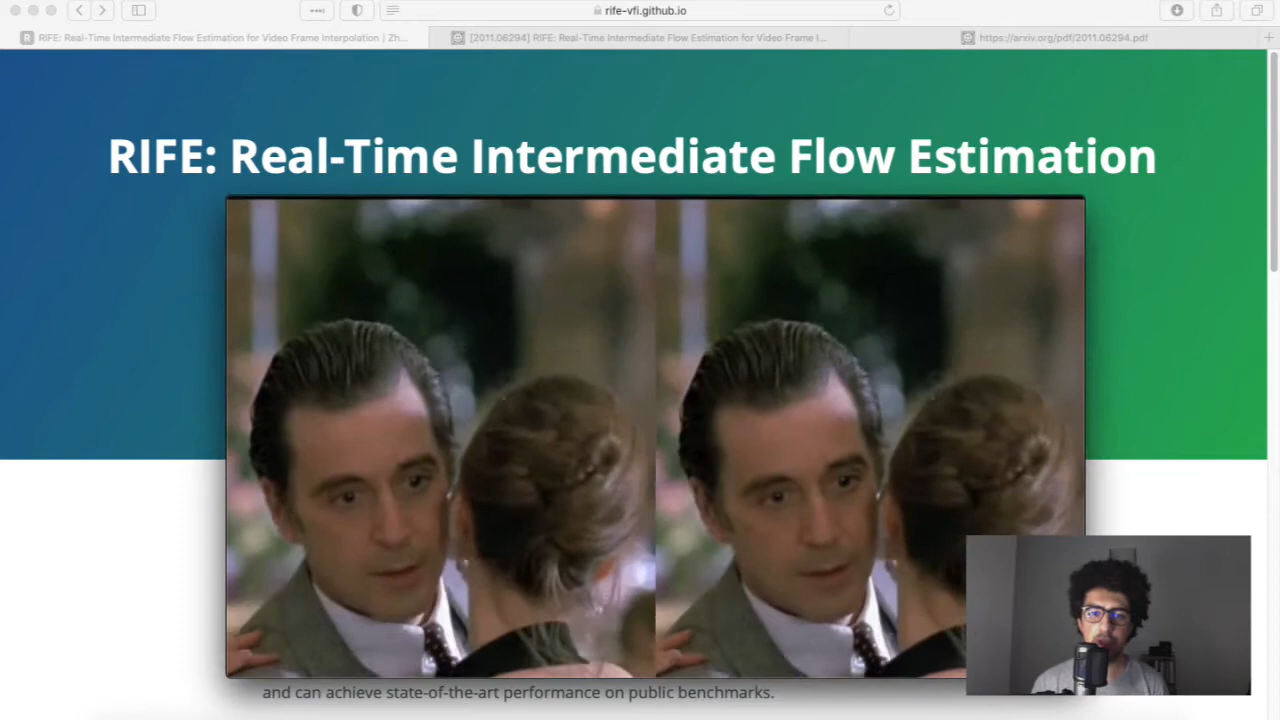 rife-vfi.github.io
RIFE: Real-Time Intermediate Flow Estimation for Video Frame Interpolation | Zh...
[2011.06294] RIFE: Real-Time Intermediate Flow Estimation for Video Frame I...
https://arxiv.org/pdf/2011.06294.pdf
RIFE: Real-Time Intermediate Flow Estimation
and can achieve state-of-the-art performance on public benchmarks.